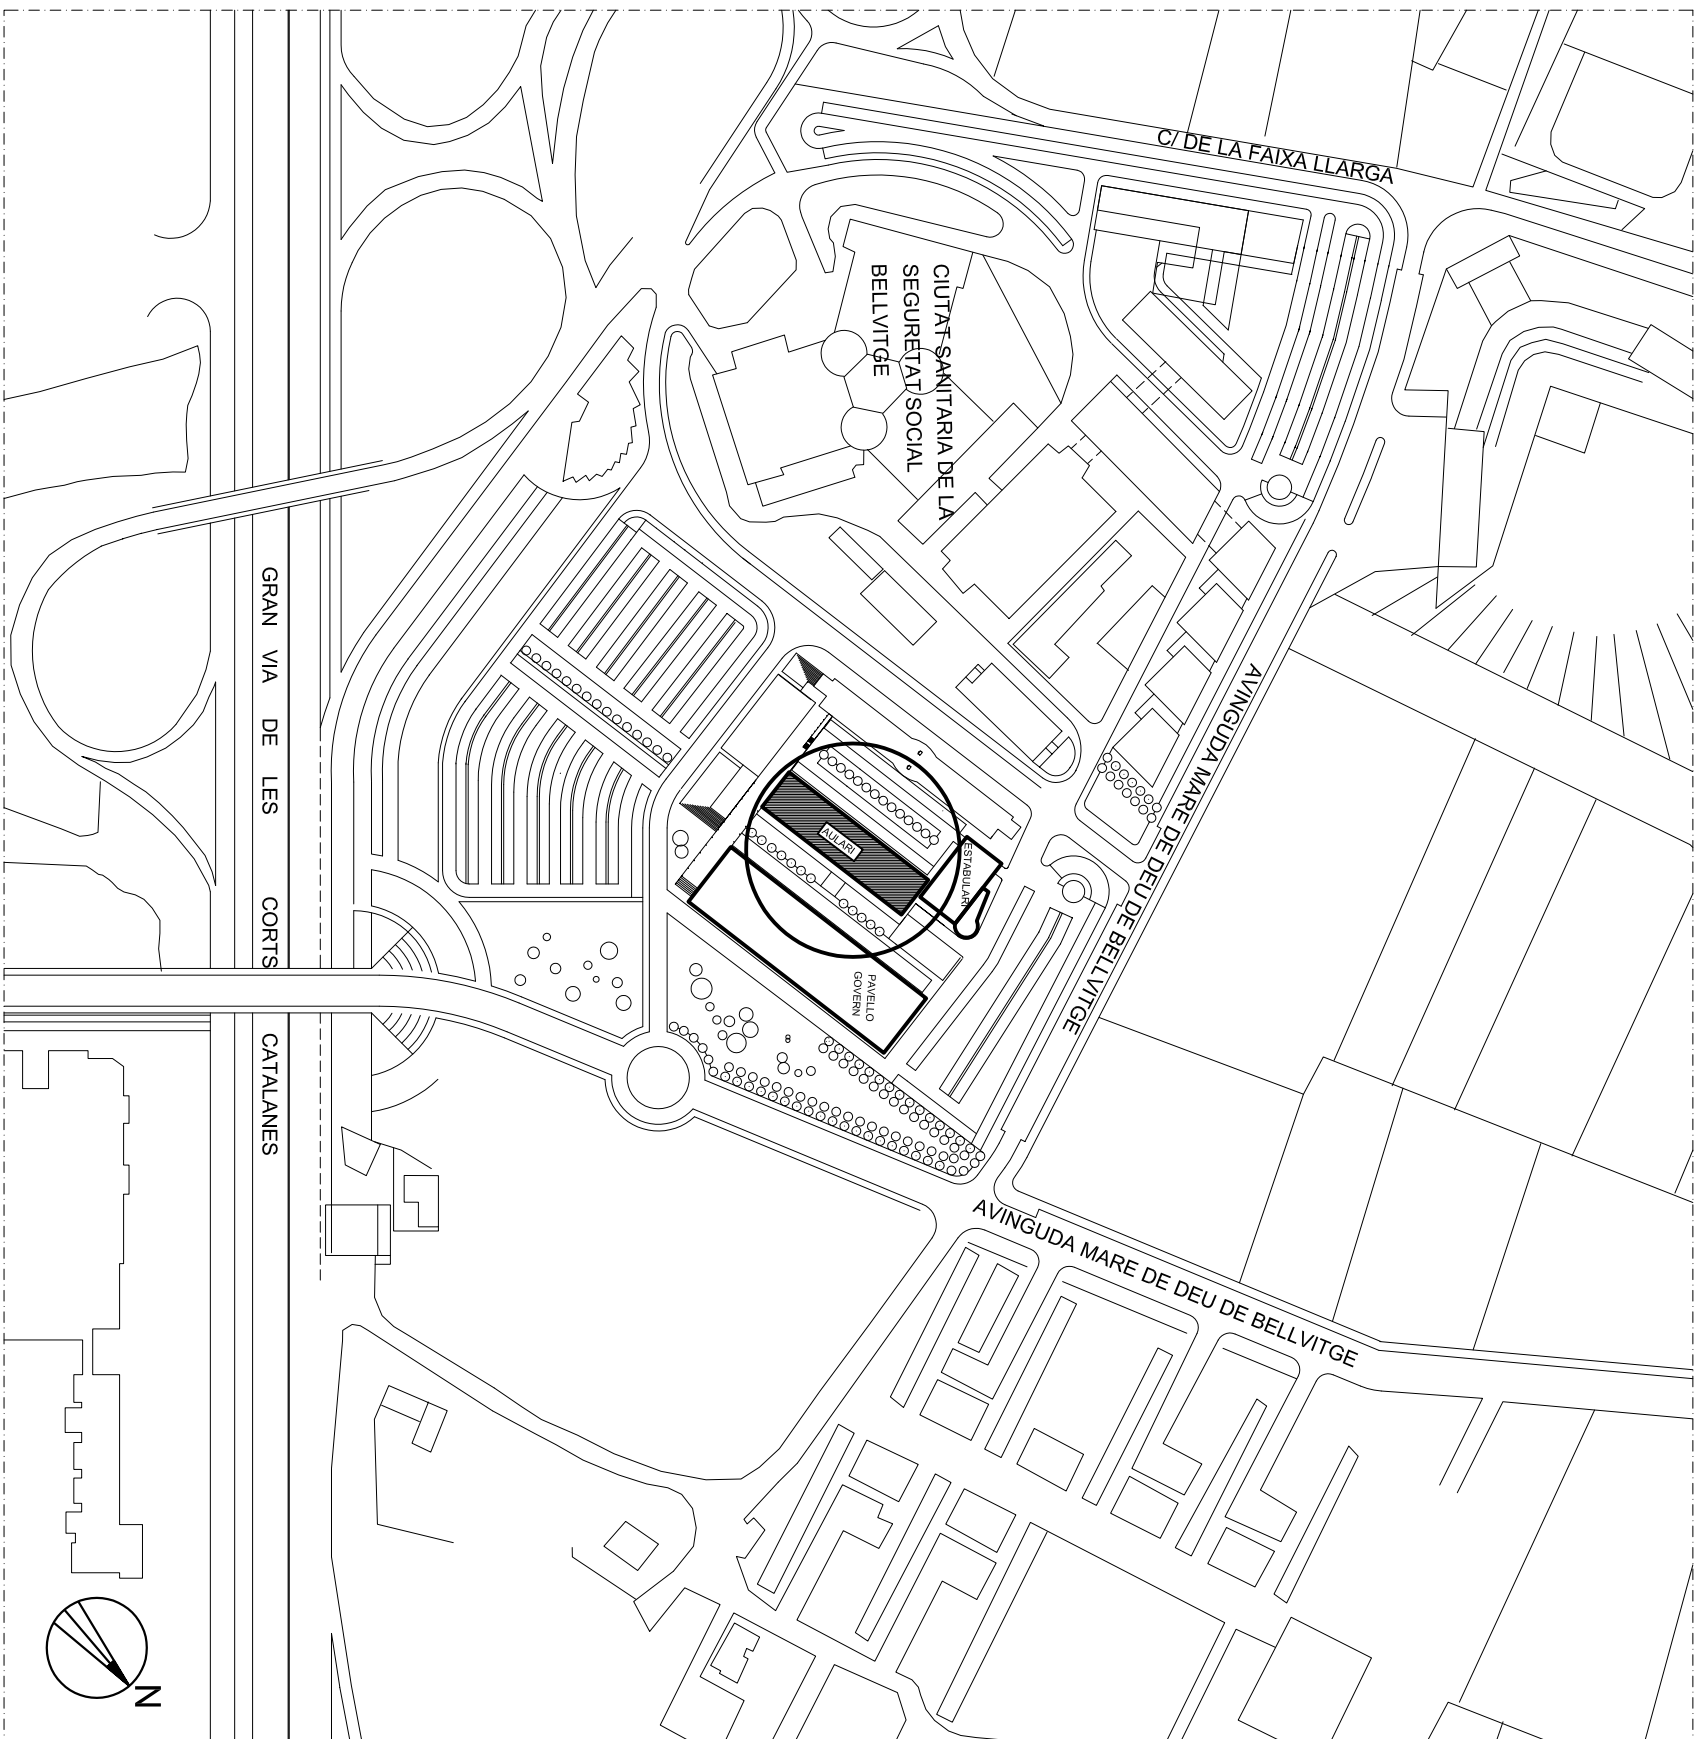 C/ DE LA FAIXA LLARGA
CIUTAT SANITARIA DE LA
SEGURETAT SOCIAL
BELLVITGE
GRAN VIA DE LES CORTS CATALANES
AVINGUDA MARE DE DEU DE BELLVITGE
AULARI
ESTABULARI
PAVELLO
GOVERN
AVINGUDA MARE DE DEU DE BELLVITGE
N